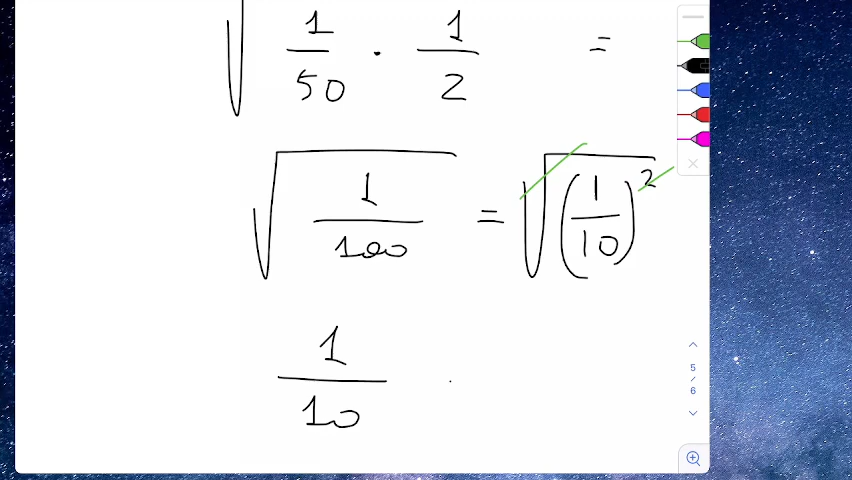 √(1/50 · 1/2) =
√(1/100) = √((1/10)²)
1/10
5
/
6